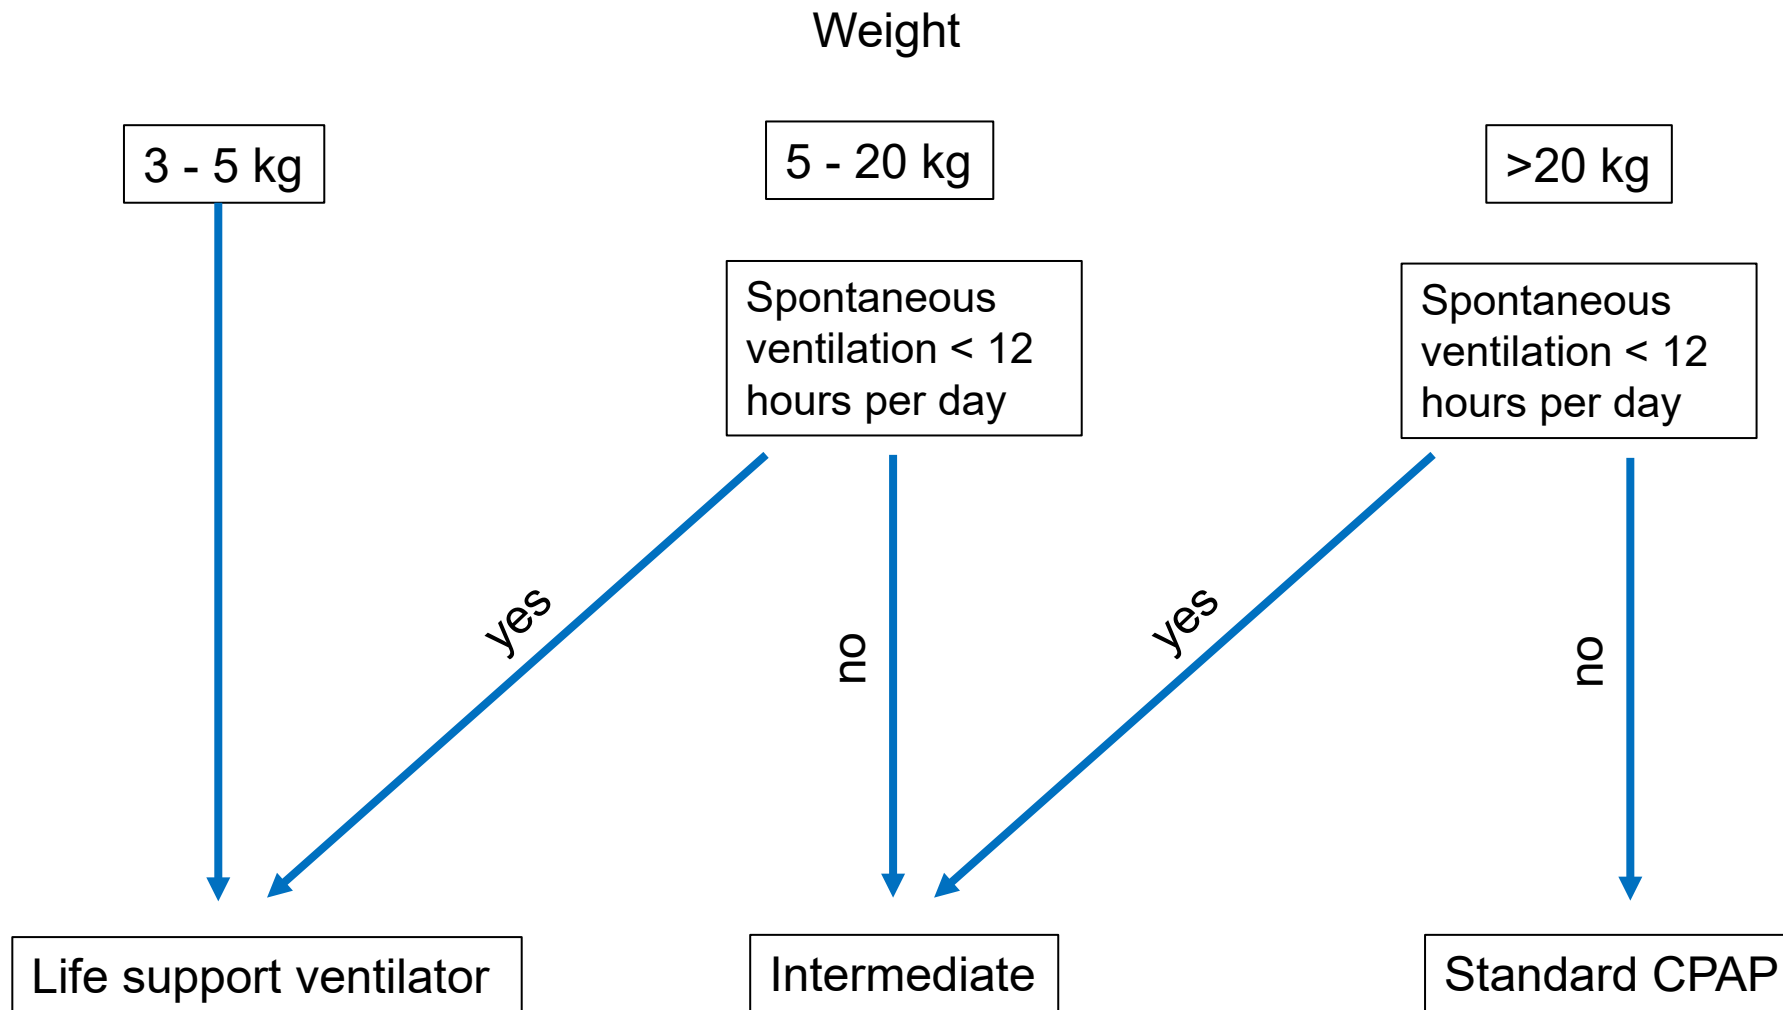 Weight
3 - 5 kg
5 - 20 kg
>20 kg
Spontaneous
ventilation < 12
hours per day
Spontaneous
ventilation < 12
hours per day
yes
no
yes
no
Life support ventilator
Intermediate
Standard CPAP